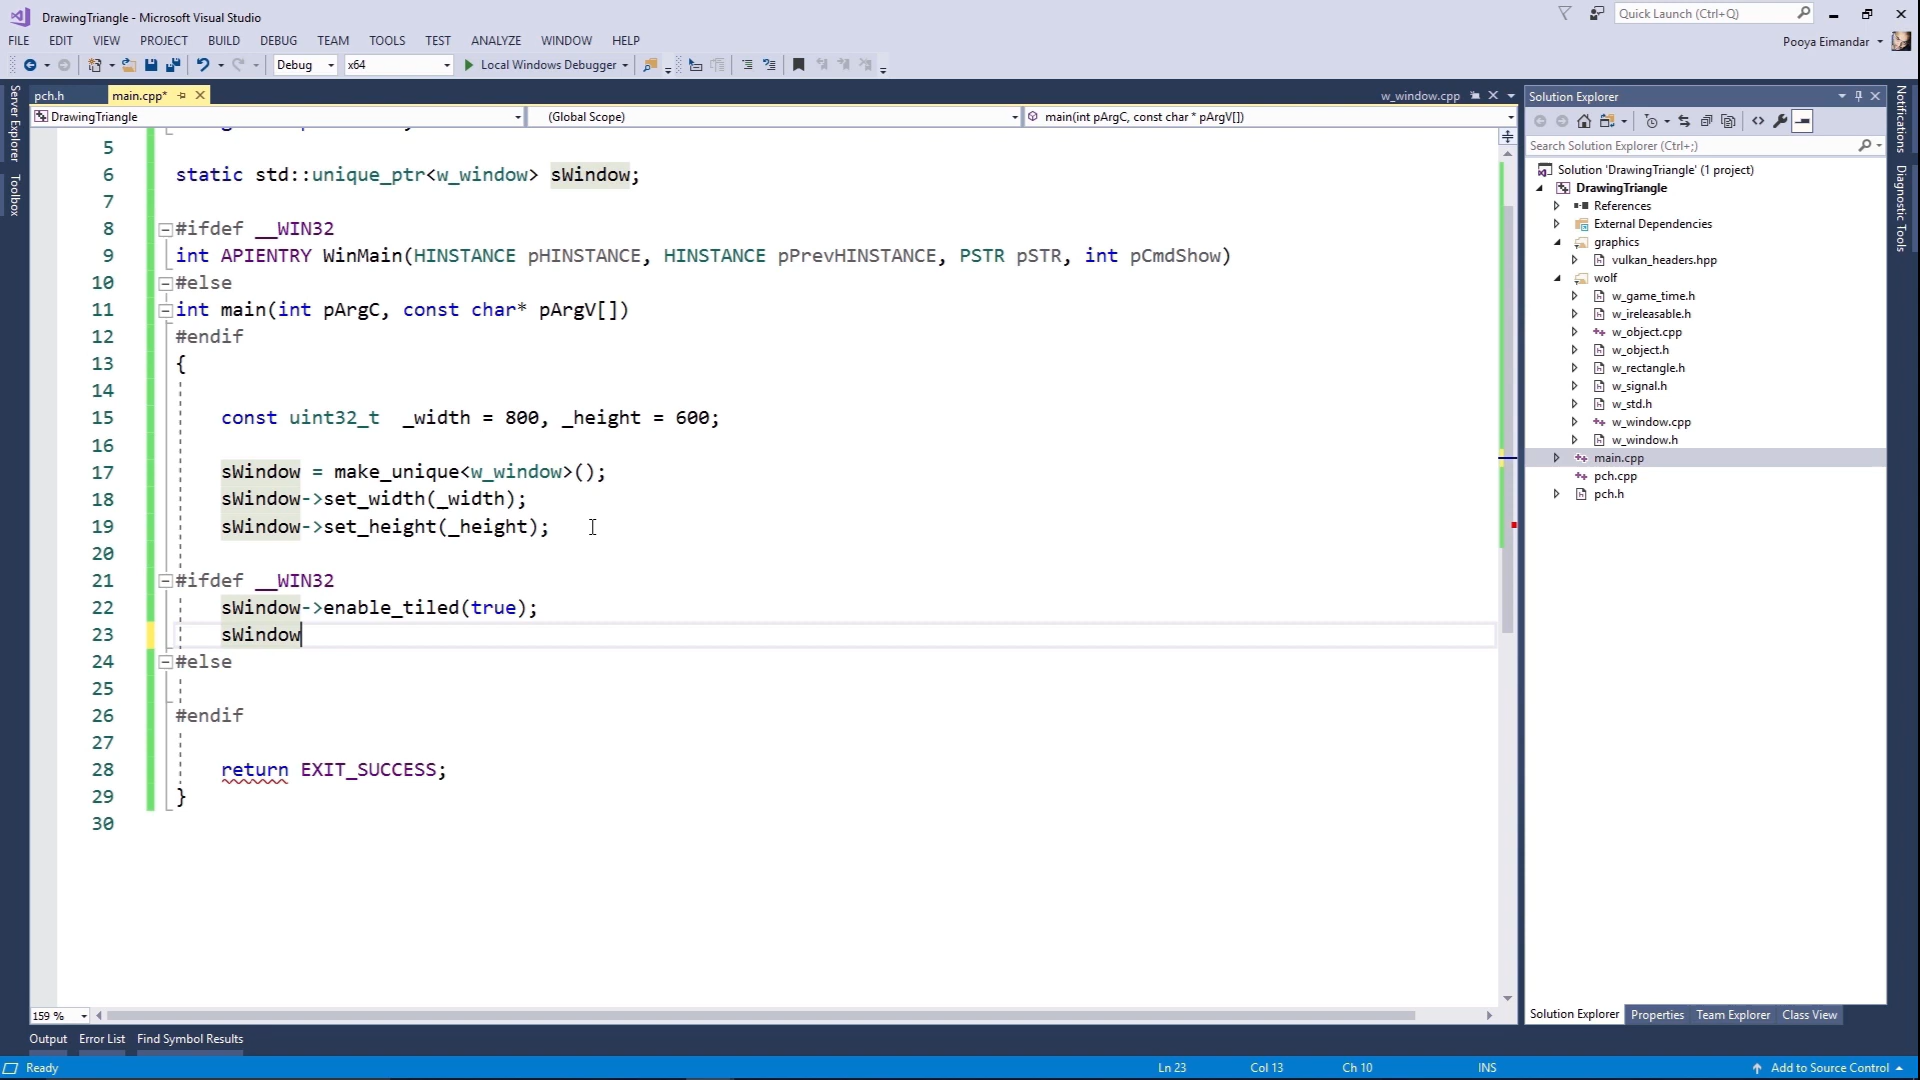 DrawingTriangle - Microsoft Visual Studio
Quick Launch (Ctrl+Q)
FILE EDIT VIEW PROJECT BUILD DEBUG TEAM TOOLS TEST ANALYZE WINDOW HELP
Pooya Eimandar
Debug x64 Local Windows Debugger
Server Explorer
Toolbox
pch.h main.cpp* w_window.cpp
DrawingTriangle (Global Scope) main(int pArgC, const char * pArgV[])
5
6 static std::unique_ptr<w_window> sWindow;
7
8 #ifdef __WIN32
9 int APIENTRY WinMain(HINSTANCE pHINSTANCE, HINSTANCE pPrevHINSTANCE, PSTR pSTR, int pCmdShow)
10 #else
11 int main(int pArgC, const char* pArgV[])
12 #endif
13 {
14
15 const uint32_t  _width = 800, _height = 600;
16
17 sWindow = make_unique<w_window>();
18 sWindow->set_width(_width);
19 sWindow->set_height(_height);
20
21 #ifdef __WIN32
22 sWindow->enable_tiled(true);
23 sWindow
24 #else
25
26 #endif
27
28 return EXIT_SUCCESS;
29 }
30
159 %
Output Error List Find Symbol Results
Solution Explorer
Search Solution Explorer (Ctrl+;)
Solution 'DrawingTriangle' (1 project)
DrawingTriangle
References
External Dependencies
graphics
vulkan_headers.hpp
wolf
w_game_time.h
w_ireleasable.h
w_object.cpp
w_object.h
w_rectangle.h
w_signal.h
w_std.h
w_window.cpp
w_window.h
main.cpp
pch.cpp
pch.h
Solution Explorer Properties Team Explorer Class View
Notifications
Diagnostic Tools
Ready Ln 23 Col 13 Ch 10 INS Add to Source Control